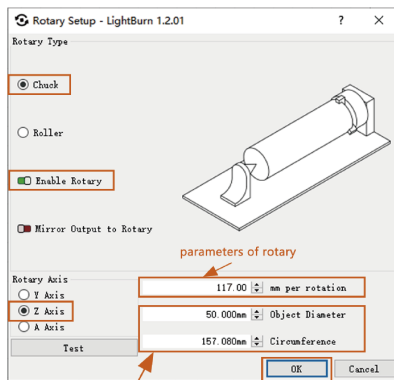 Rotary Setup - LightBurn 1.2.01
Rotary Type
Chuck
Roller
Enable Rotary
Mirror Output to Rotary
parameters of rotary
Rotary Axis
Y Axis
Z Axis
A Axis
Test
117.00 mm per rotation
50.000mm Object Diameter
157.080mm Circumference
OK Cancel